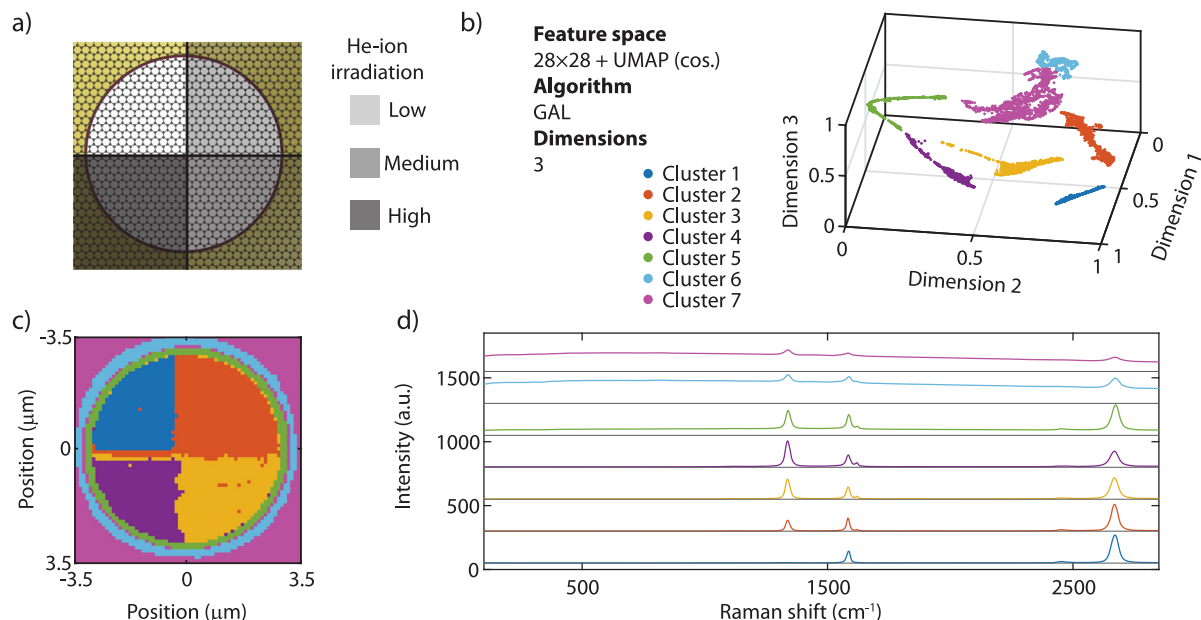 a)
He-ion
irradiation
Low
Medium
High
b)
Feature space
28×28 + UMAP (cos.)
Algorithm
GAL
Dimensions
3
Cluster 1
Cluster 2
Cluster 3
Cluster 4
Cluster 5
Cluster 6
Cluster 7
Dimension 3
1
0.5
0
0
0.5
1
Dimension 2
1
0.5
0
Dimension 1
c)
Position (μm)
-3.5
0
3.5
-3.5
0
3.5
Position (μm)
d)
Intensity (a.u.)
1500
1000
500
0
500
1500
2500
Raman shift (cm⁻¹)